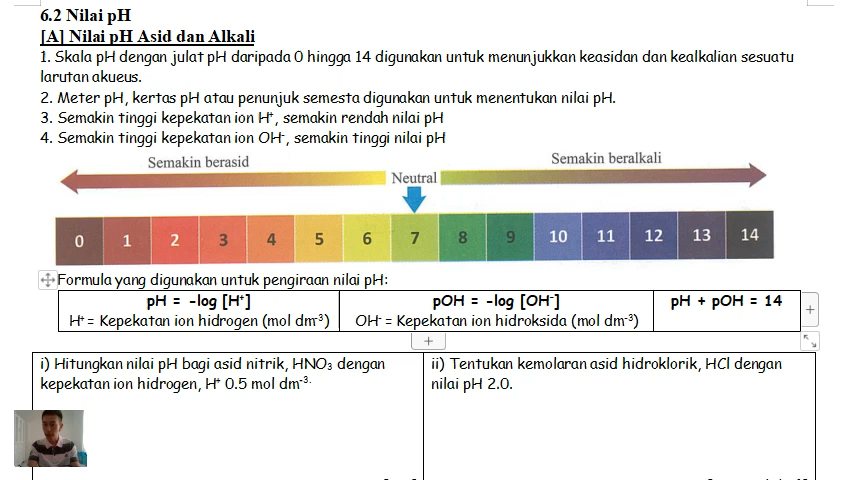 6.2 Nilai pH
[A] Nilai pH Asid dan Alkali
1. Skala pH dengan julat pH daripada 0 hingga 14 digunakan untuk menunjukkan keasidan dan kealkalian sesuatu
larutan akueus.
2. Meter pH, kertas pH atau penunjuk semesta digunakan untuk menentukan nilai pH.
3. Semakin tinggi kepekatan ion H⁺, semakin rendah nilai pH
4. Semakin tinggi kepekatan ion OH⁻, semakin tinggi nilai pH
Semakin berasid
Semakin beralkali
Neutral
0 1 2 3 4 5 6 7 8 9 10 11 12 13 14
Formula yang digunakan untuk pengiraan nilai pH:
pH = -log [H⁺]
H⁺ = Kepekatan ion hidrogen (mol dm⁻³)
pOH = -log [OH⁻]
OH⁻ = Kepekatan ion hidroksida (mol dm⁻³)
pH + pOH = 14
i) Hitungkan nilai pH bagi asid nitrik, HNO₃ dengan
kepekatan ion hidrogen, H⁺ 0.5 mol dm⁻³.
ii) Tentukan kemolaran asid hidroklorik, HCl dengan
nilai pH 2.0.